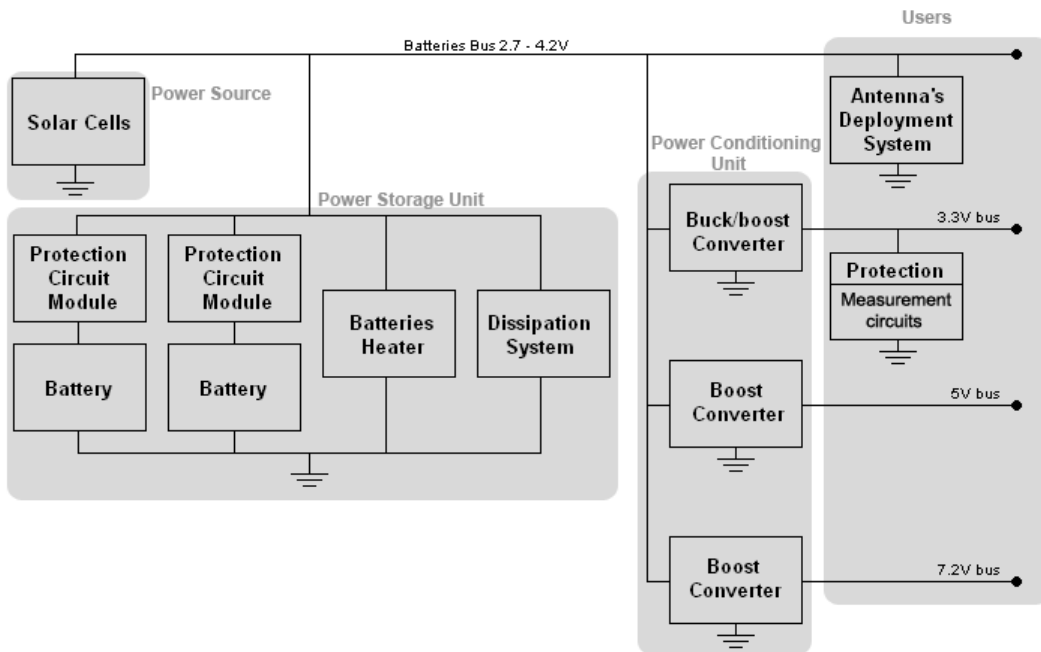 Users
Batteries Bus 2.7 - 4.2V
Power Source
Solar Cells
Antenna's
Deployment
System
Power Conditioning
Unit
Power Storage Unit
Protection
Circuit
Module
Protection
Circuit
Module
Batteries
Heater
Dissipation
System
Battery
Battery
Buck/boost
Converter
3.3V bus
Protection
Measurement
circuits
Boost
Converter
5V bus
Boost
Converter
7.2V bus